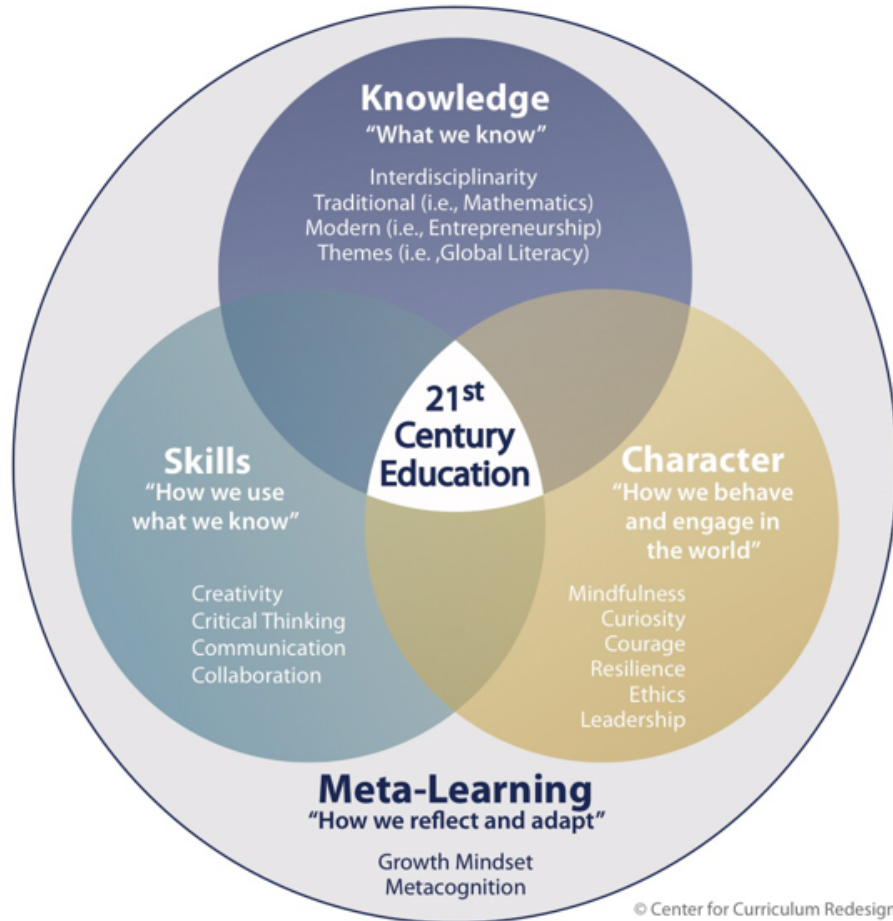 Knowledge
“What we know”
Interdisciplinarity
Traditional (i.e., Mathematics)
Modern (i.e., Entrepreneurship)
Themes (i.e. ,Global Literacy)
21st
Century
Education
Skills
“How we use
what we know”
Creativity
Critical Thinking
Communication
Collaboration
Character
“How we behave
and engage in
the world”
Mindfulness
Curiosity
Courage
Resilience
Ethics
Leadership
Meta-Learning
“How we reflect and adapt”
Growth Mindset
Metacognition
© Center for Curriculum Redesign